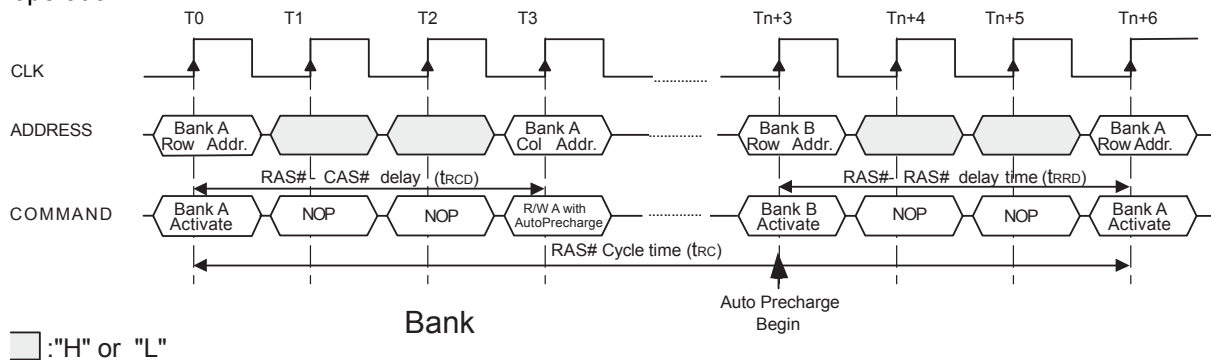 T0 T1 T2 T3 Tn+3 Tn+4 Tn+5 Tn+6
CLK
ADDRESS
Bank A
Row Addr.
Bank A
Col Addr.
Bank B
Row Addr.
Bank A
Row Addr.
RAS# - CAS# delay (tRCD)
RAS# - RAS# delay time (tRRD)
COMMAND
Bank A
Activate
NOP
NOP
R/W A with
AutoPrecharge
Bank B
Activate
NOP
NOP
Bank A
Activate
RAS# Cycle time (tRC)
Auto Precharge
Begin
Bank
:"H" or "L"